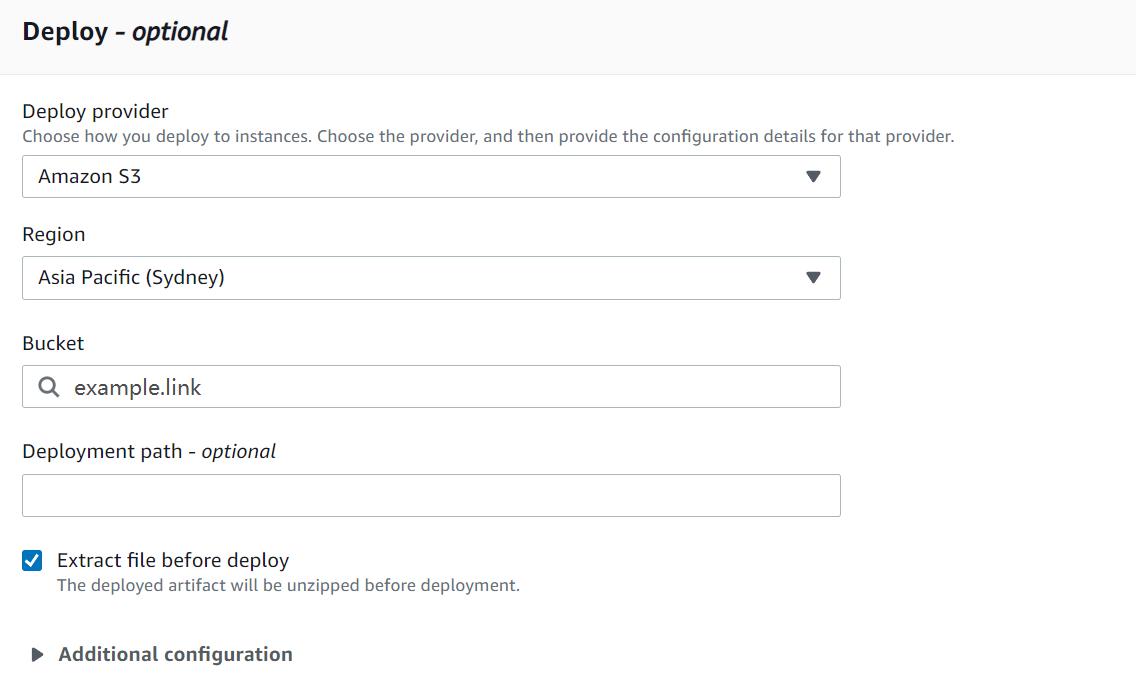 Deploy - optional
Deploy provider
Choose how you deploy to instances. Choose the provider, and then provide the configuration details for that provider.
Amazon S3
Region
Asia Pacific (Sydney)
Bucket
example.link
Deployment path - optional
Extract file before deploy
The deployed artifact will be unzipped before deployment.
Additional configuration